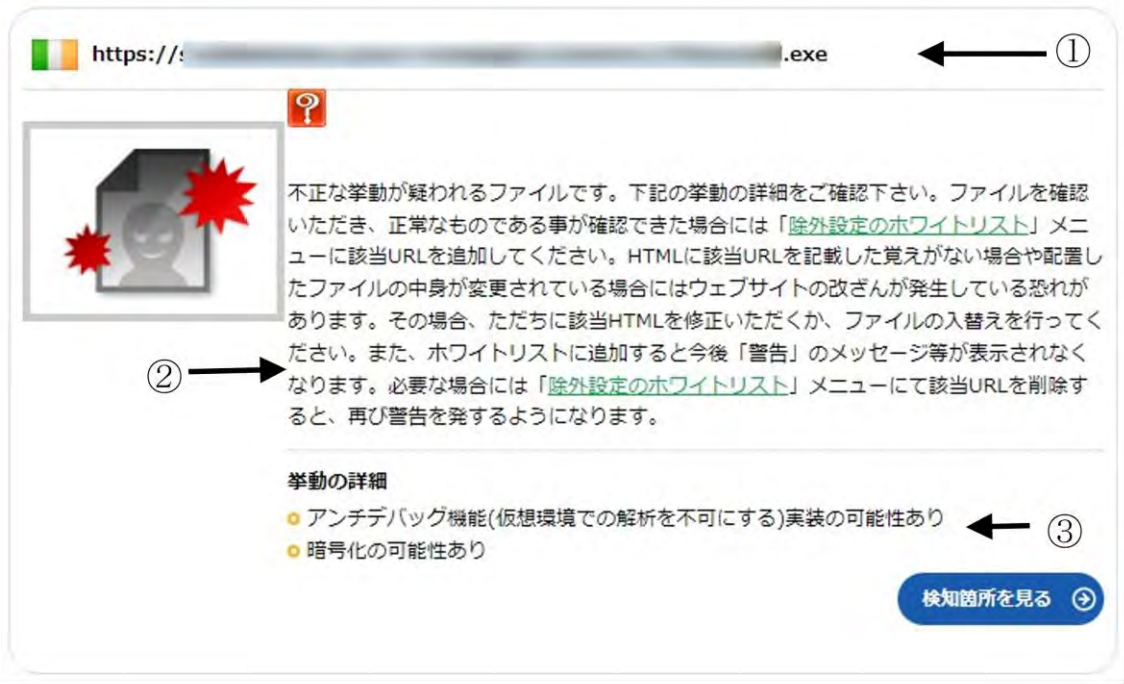 https://s .exe
①
不正な挙動が疑われるファイルです。下記の挙動の詳細をご確認下さい。ファイルを確認
いただき、正常なものである事が確認できた場合には「除外設定のホワイトリスト」メニ
ューに該当URLを追加してください。HTMLに該当URLを記載した覚えがない場合や配置し
たファイルの中身が変更されている場合にはウェブサイトの改ざんが発生している恐れが
あります。その場合、ただちに該当HTMLを修正いただくか、ファイルの入替えを行ってく
ださい。また、ホワイトリストに追加すると今後「警告」のメッセージ等が表示されなく
②
なります。必要な場合には「除外設定のホワイトリスト」メニューにて該当URLを削除す
ると、再び警告を発するようになります。
挙動の詳細
アンチデバッグ機能(仮想環境での解析を不可にする)実装の可能性あり
③
暗号化の可能性あり
検知箇所を見る